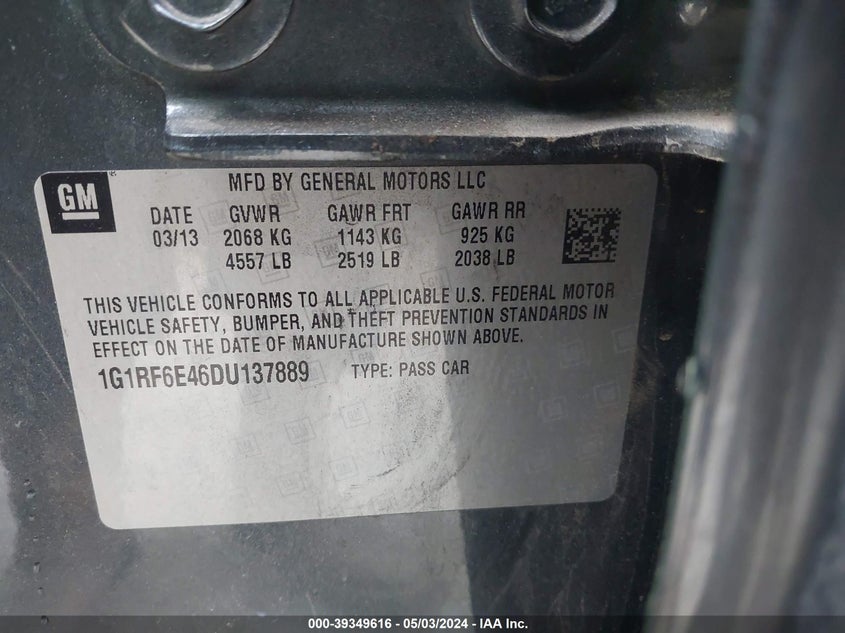 GM
MFD BY GENERAL MOTORS LLC
DATE GVWR GAWR FRT GAWR RR
03/13 2068 KG 1143 KG 925 KG
4557 LB 2519 LB 2038 LB
THIS VEHICLE CONFORMS TO ALL APPLICABLE U.S. FEDERAL MOTOR
VEHICLE SAFETY, BUMPER, AND THEFT PREVENTION STANDARDS IN
EFFECT ON THE DATE OF MANUFACTURE SHOWN ABOVE.
1G1RF6E46DU137889 TYPE: PASS CAR
000-39349616 - 05/03/2024 - IAA Inc.